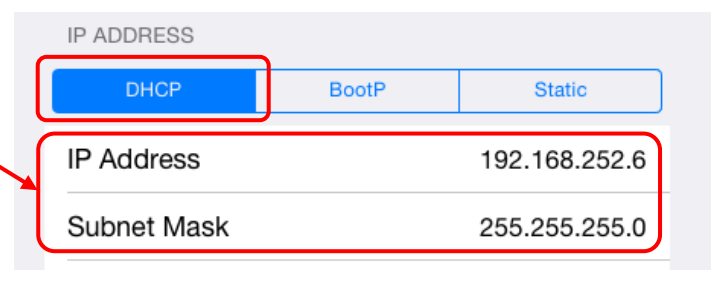 IP ADDRESS
DHCP BootP Static
IP Address 192.168.252.6
Subnet Mask 255.255.255.0